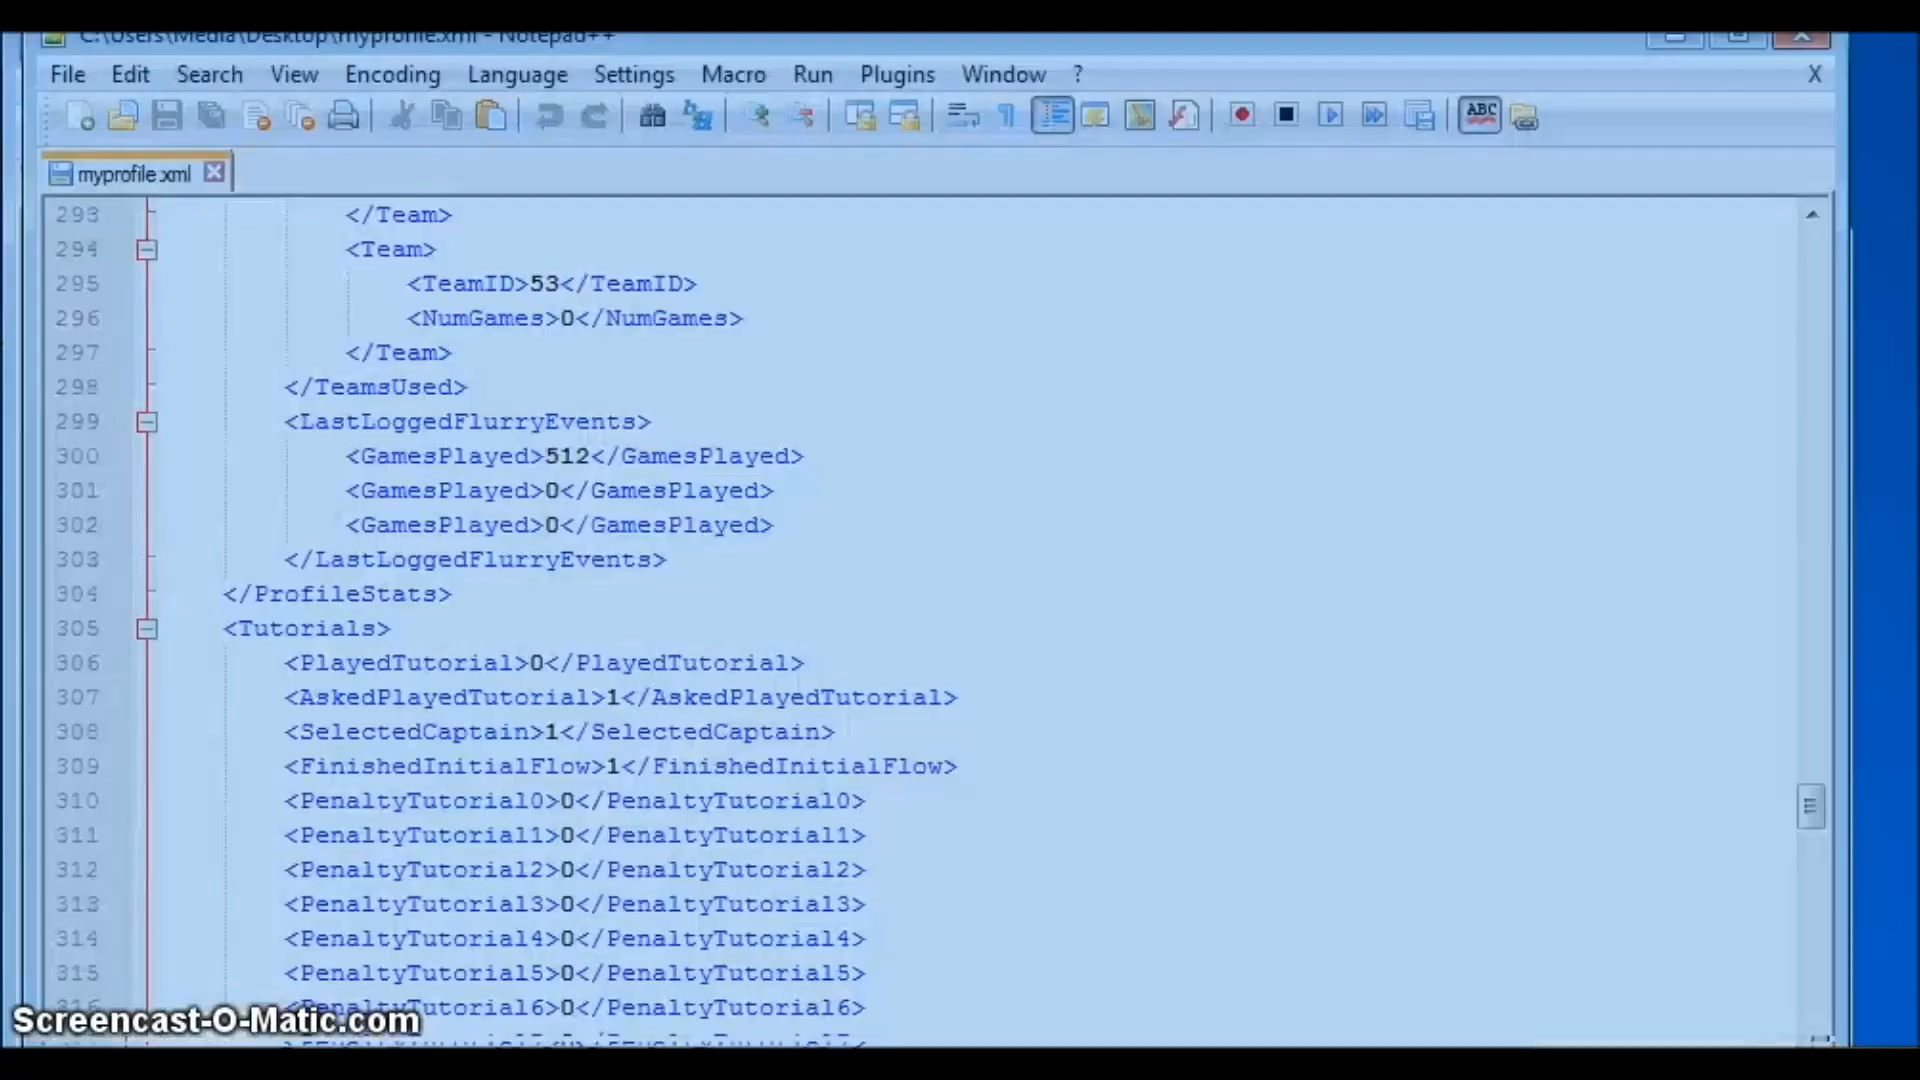 C:\Users\Media\Desktop\myprofile.xml - Notepad++
File Edit Search View Encoding Language Settings Macro Run Plugins Window ? X
ABC
myprofile.xml
293 </Team>
294 <Team>
295 <TeamID>53</TeamID>
296 <NumGames>0</NumGames>
297 </Team>
298 </TeamsUsed>
299 <LastLoggedFlurryEvents>
300 <GamesPlayed>512</GamesPlayed>
301 <GamesPlayed>0</GamesPlayed>
302 <GamesPlayed>0</GamesPlayed>
303 </LastLoggedFlurryEvents>
304 </ProfileStats>
305 <Tutorials>
306 <PlayedTutorial>0</PlayedTutorial>
307 <AskedPlayedTutorial>1</AskedPlayedTutorial>
308 <SelectedCaptain>1</SelectedCaptain>
309 <FinishedInitialFlow>1</FinishedInitialFlow>
310 <PenaltyTutorial0>0</PenaltyTutorial0>
311 <PenaltyTutorial1>0</PenaltyTutorial1>
312 <PenaltyTutorial2>0</PenaltyTutorial2>
313 <PenaltyTutorial3>0</PenaltyTutorial3>
314 <PenaltyTutorial4>0</PenaltyTutorial4>
315 <PenaltyTutorial5>0</PenaltyTutorial5>
316 <PenaltyTutorial6>0</PenaltyTutorial6>
Screencast-O-Matic.com